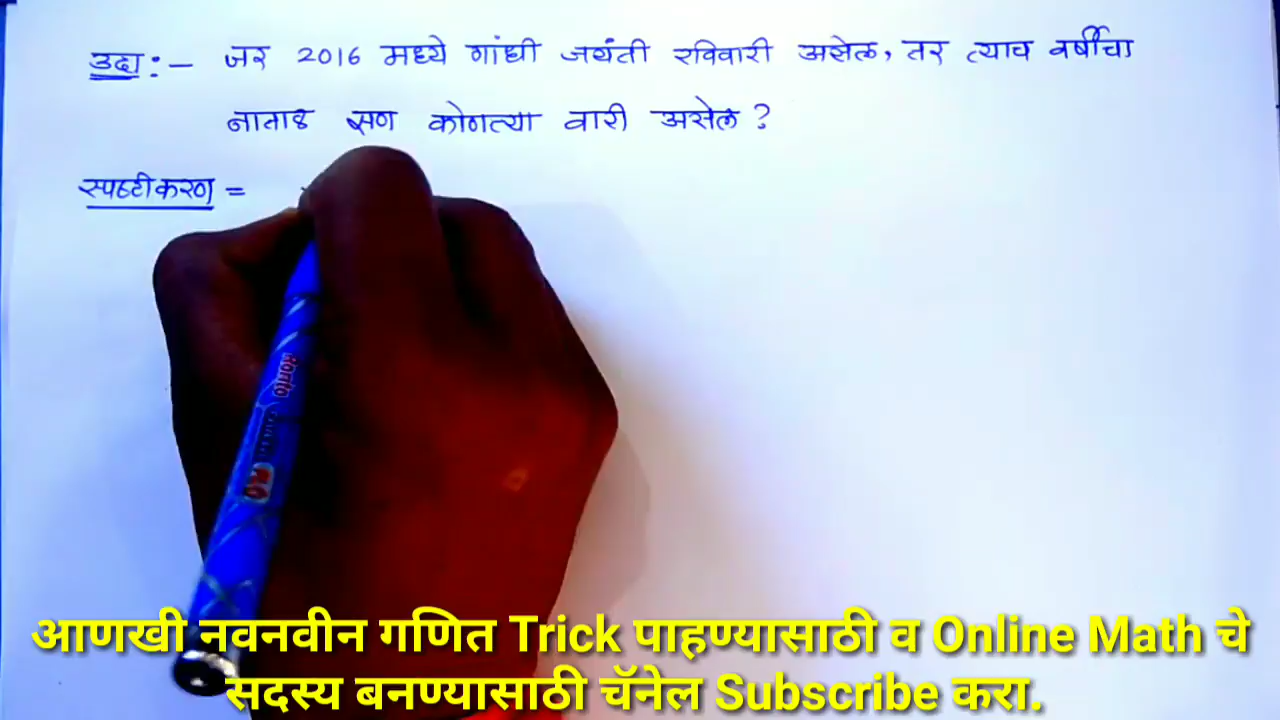 उदा :- जर 2016 मध्ये गांधी जयंती रविवारी असेल, तर त्याच वर्षीचा
नाताळ सण कोणत्या वारी असेल ?
स्पष्टीकरण =
आणखी नवनवीन गणित Trick पाहण्यासाठी व Online Math चे
सदस्य बनण्यासाठी चॅनेल Subscribe करा.